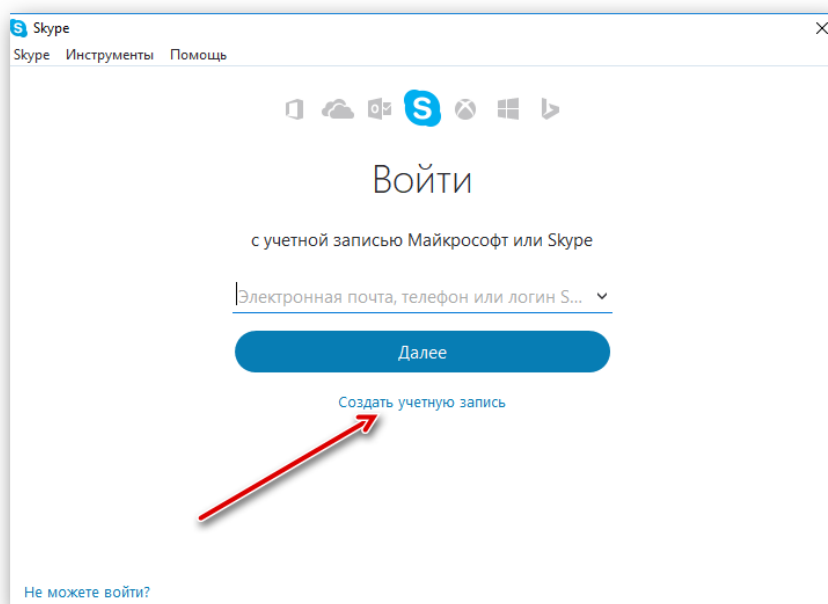 Skype
Skype Инструменты Помощь
Войти
с учетной записью Майкрософт или Skype
Электронная почта, телефон или логин S...
Далее
Создать учетную запись
Не можете войти?